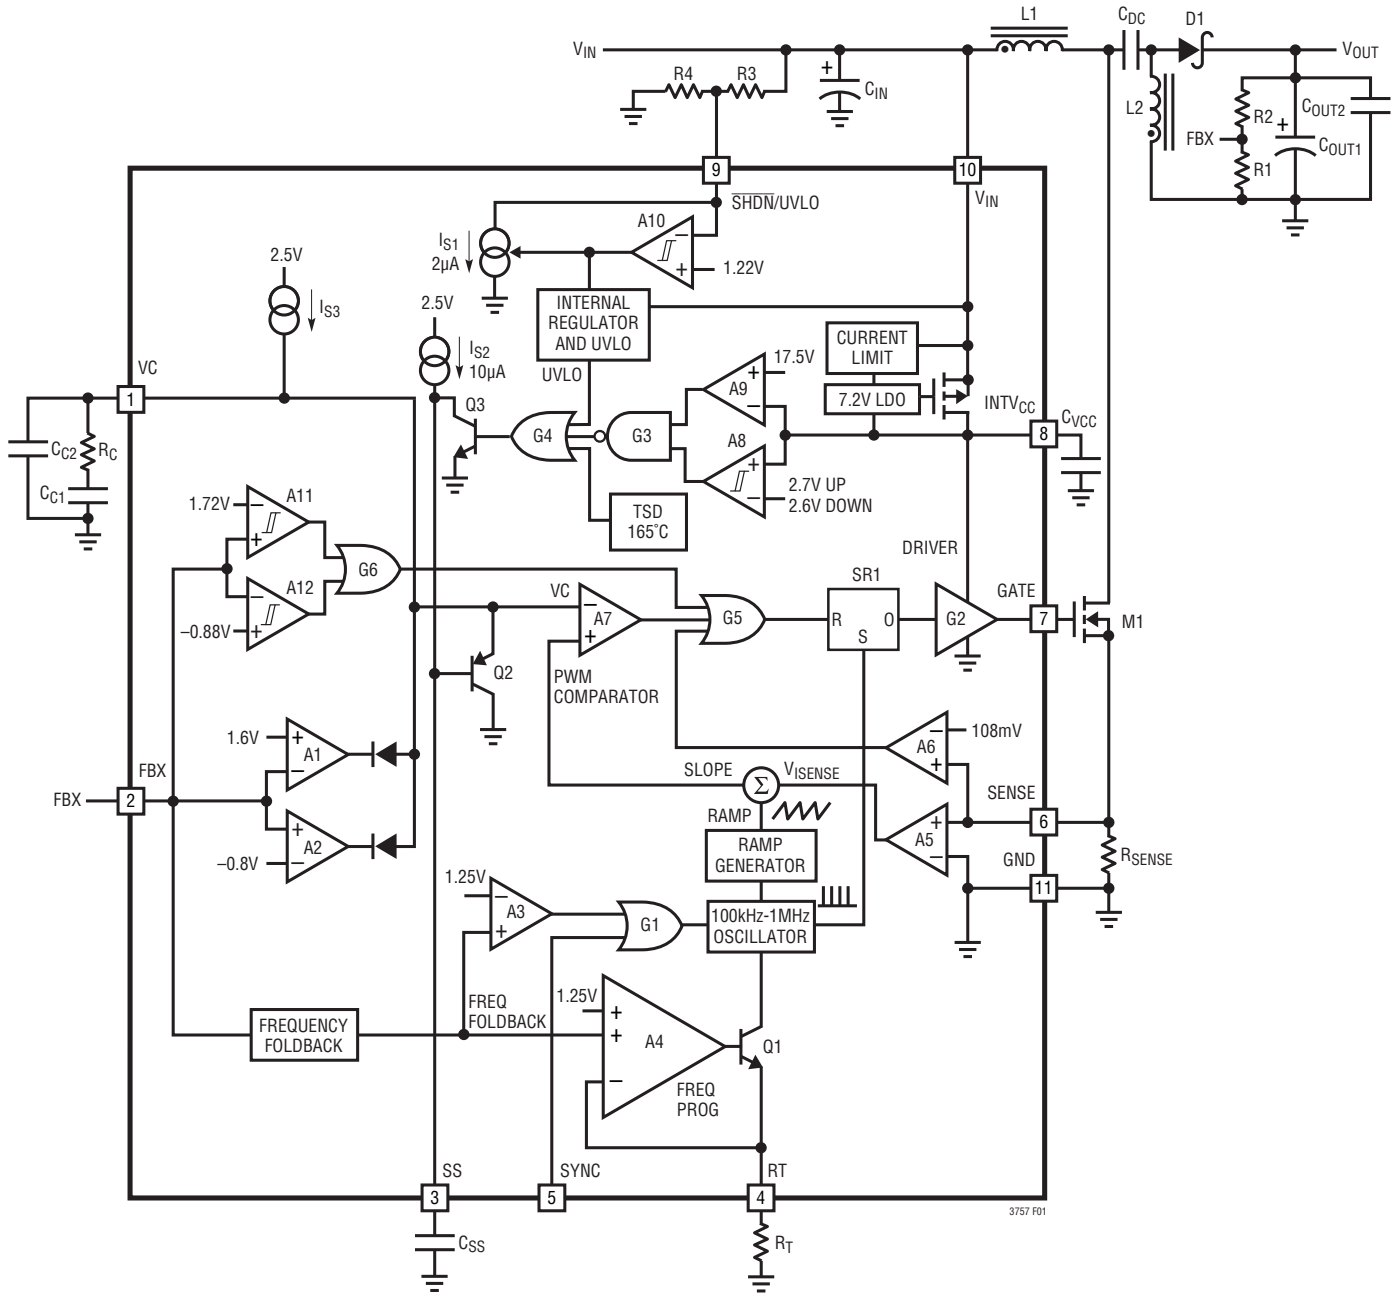 L1
CDC
D1
VIN
VOUT
R4
R3
CIN
L2
R2
COUT2
FBX
+
COUT1
R1
9
10
SHDN/UVLO
VIN
A10
IS1
2µA
1.22V
2.5V
IS3
2.5V
IS2
10µA
INTERNAL
REGULATOR
AND UVLO
UVLO
CURRENT
LIMIT
17.5V
A9
7.2V LDO
INTVCC
CVCC
8
VC
1
Q3
G4
G3
A8
2.7V UP
2.6V DOWN
CC2
RC
CC1
TSD
165˚C
1.72V
A11
A12
–0.88V
G6
DRIVER
SR1
VC
A7
G5
R
O
S
G2
GATE
7
M1
PWM
COMPARATOR
Q2
1.6V
A1
A2
–0.8V
FBX
FBX
2
A6
108mV
SLOPE
Σ
VISENSE
SENSE
6
RAMP
A5
RSENSE
RAMP
GENERATOR
GND
11
1.25V
A3
G1
100kHz-1MHz
OSCILLATOR
FREQUENCY
FOLDBACK
FREQ
FOLDBACK
1.25V
A4
Q1
FREQ
PROG
SS
SYNC
RT
3
5
4
3757 F01
CSS
RT